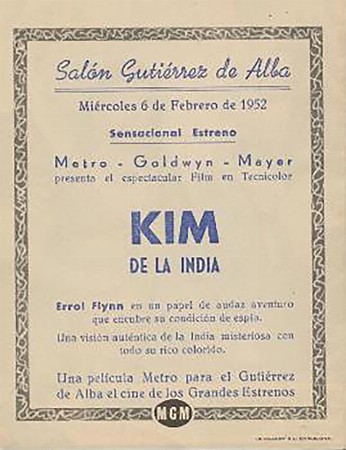 Salón Gutiérrez de Alba
Miércoles 6 de Febrero de 1952
Sensacional Estreno
Metro - Goldwyn - Mayer
presenta el espectacular Film en Tecnicolor
KIM
DE LA INDIA
Errol Flynn en un papel de audaz aventuro
que encubre su condición de espía.
Una visión auténtica de la India misteriosa con
todo su rico colorido.
Una película Metro para el Gutiérrez
de Alba el cine de los Grandes Estrenos
MGM